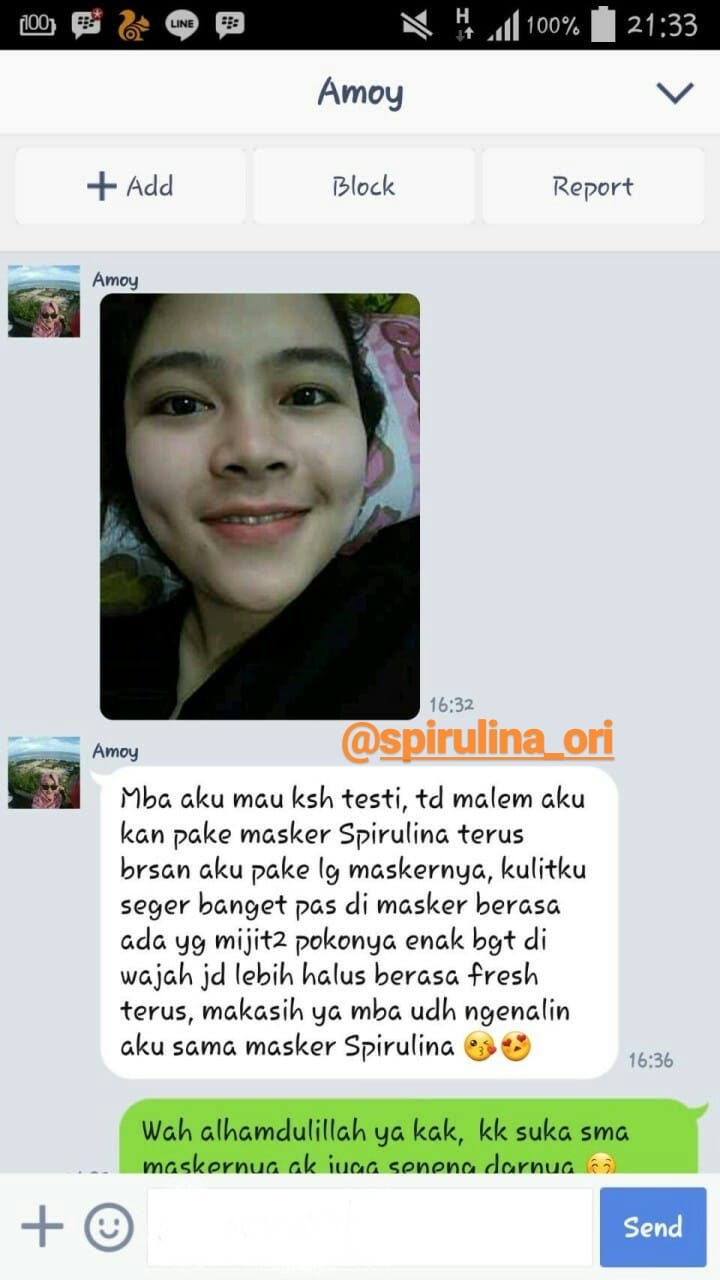 100
LINE
H
100%
21:33
Amoy
+ Add
Block
Report
Amoy
16:32
@spirulina_ori
Amoy
Mba aku mau ksh testi, td malem aku
kan pake masker Spirulina terus
brsan aku pake lg maskernya, kulitku
seger banget pas di masker berasa
ada yg mijit2 pokonya enak bgt di
wajah jd lebih halus berasa fresh
terus, makasih ya mba udh ngenalin
aku sama masker Spirulina 😘😍
16:36
Wah alhamdulillah ya kak, kk suka sma
maskernya ak juga seneng dgrnya 😊
Send